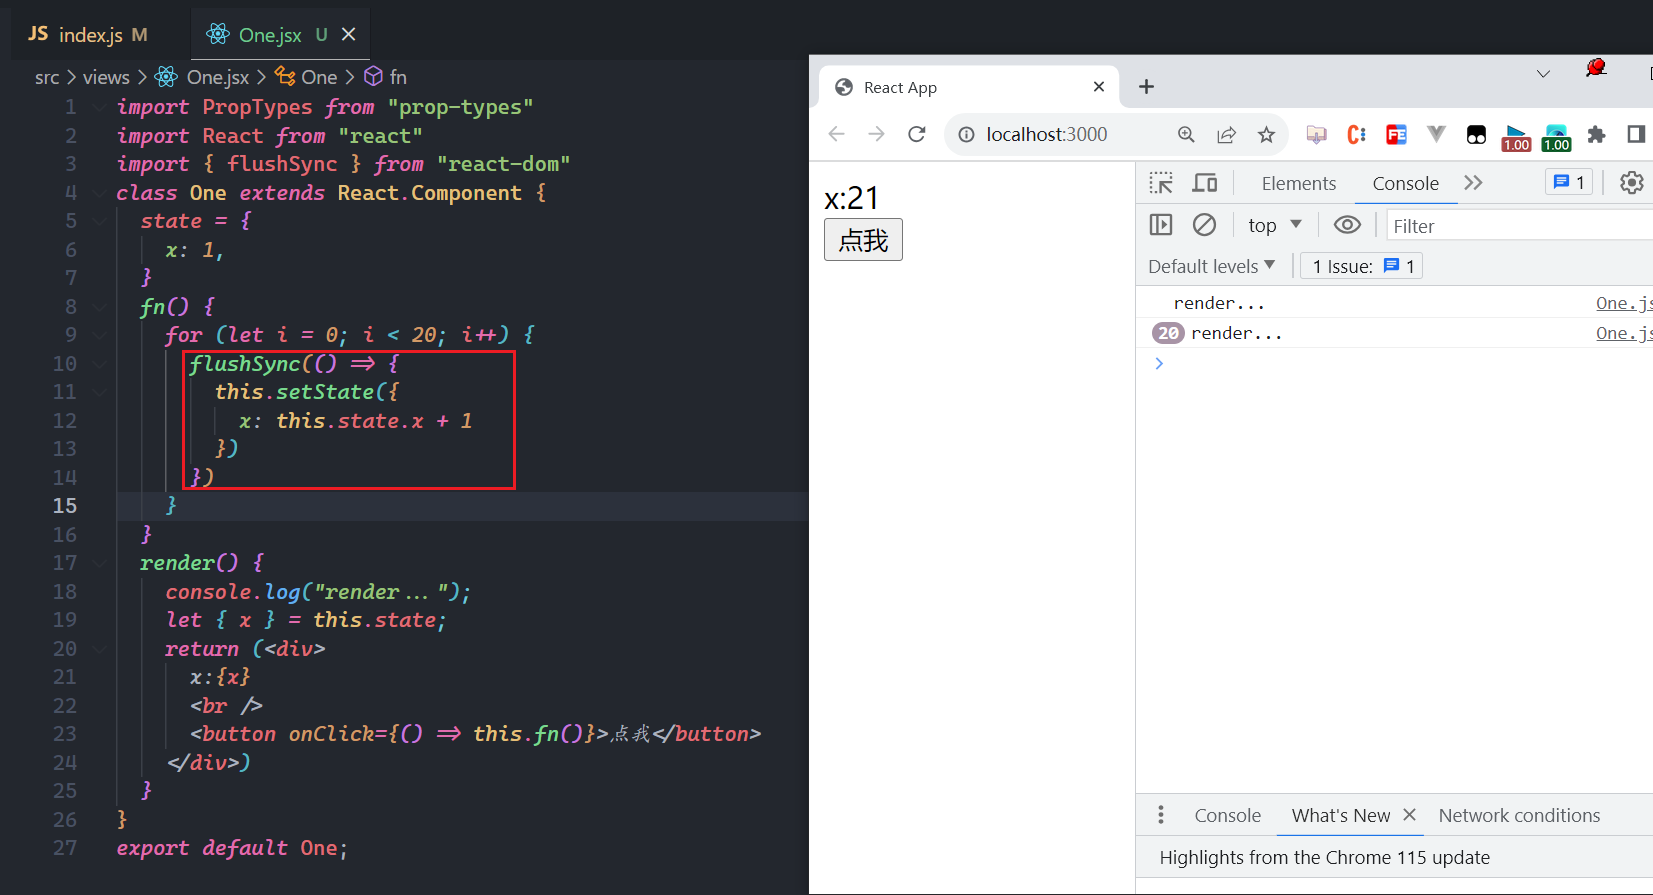 JS index.js M
One.jsx U
src > views > One.jsx > One > fn
1 import PropTypes from "prop-types"
2 import React from "react"
3 import { flushSync } from "react-dom"
4 class One extends React.Component {
5 state = {
6 x: 1,
7 }
8 fn() {
9 for (let i = 0; i < 20; i++) {
10 flushSync(() => {
11 this.setState({
12 x: this.state.x + 1
13 })
14 })
15 }
16 }
17 render() {
18 console.log("render...");
19 let { x } = this.state;
20 return (<div>
21 x:{x}
22 <br />
23 <button onClick={() => this.fn()}>点我</button>
24 </div>)
25 }
26 }
27 export default One;
React App
localhost:3000
1.00
1.00
x:21
点我
Elements Console 1
top Filter
Default levels 1 Issue: 1
render... One.js
20 render... One.js
Console What's New Network conditions
Highlights from the Chrome 115 update